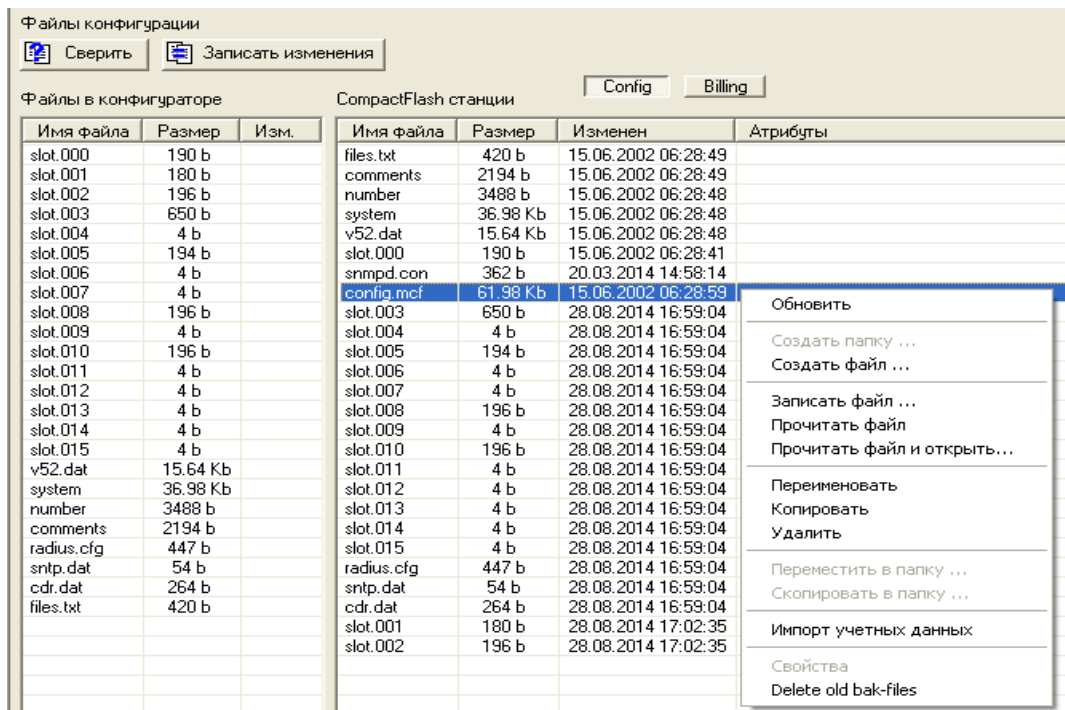 Файлы конфигурации
Сверить Записать изменения
Config Billing
Файлы в конфигураторе CompactFlash станции
Имя файла Размер Изм. Имя файла Размер Изменен Атрибуты
slot.000 190 b files.txt 420 b 15.06.2002 06:28:49
slot.001 180 b comments 2194 b 15.06.2002 06:28:49
slot.002 196 b number 3488 b 15.06.2002 06:28:48
slot.003 650 b system 36.98 Kb 15.06.2002 06:28:48
slot.004 4 b v52.dat 15.64 Kb 15.06.2002 06:28:48
slot.005 194 b slot.000 190 b 15.06.2002 06:28:41
slot.006 4 b snmpd.con 362 b 20.03.2014 14:58:14
slot.007 4 b config.mcf 61.98 Kb 15.06.2002 06:28:59
slot.008 196 b slot.003 650 b 28.08.2014 16:59:04 Обновить
slot.009 4 b slot.004 4 b 28.08.2014 16:59:04
slot.010 196 b slot.005 194 b 28.08.2014 16:59:04 Создать папку ...
slot.011 4 b slot.006 4 b 28.08.2014 16:59:04 Создать файл ...
slot.012 4 b slot.007 4 b 28.08.2014 16:59:04
slot.013 4 b slot.008 196 b 28.08.2014 16:59:04 Записать файл ...
slot.014 4 b slot.009 4 b 28.08.2014 16:59:04 Прочитать файл
slot.015 4 b slot.010 196 b 28.08.2014 16:59:04 Прочитать файл и открыть...
v52.dat 15.64 Kb slot.011 4 b 28.08.2014 16:59:04
system 36.98 Kb slot.012 4 b 28.08.2014 16:59:04 Переименовать
number 3488 b slot.013 4 b 28.08.2014 16:59:04 Копировать
comments 2194 b slot.014 4 b 28.08.2014 16:59:04 Удалить
radius.cfg 447 b slot.015 4 b 28.08.2014 16:59:04
sntp.dat 54 b radius.cfg 447 b 28.08.2014 16:59:04 Переместить в папку ...
cdr.dat 264 b sntp.dat 54 b 28.08.2014 16:59:04 Скопировать в папку ...
files.txt 420 b cdr.dat 264 b 28.08.2014 16:59:04
slot.001 180 b 28.08.2014 17:02:35 Импорт учетных данных
slot.002 196 b 28.08.2014 17:02:35
Свойства
Delete old bak-files